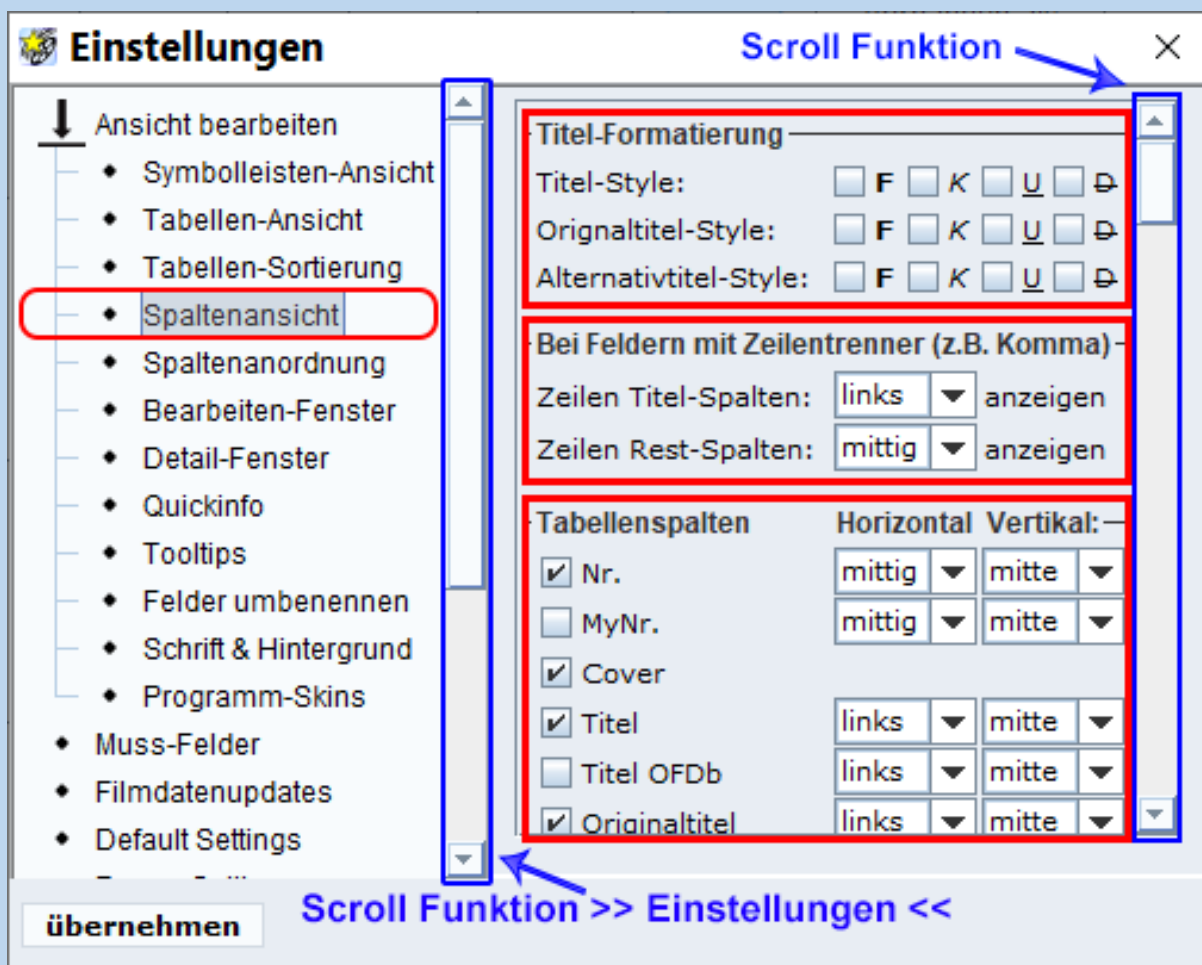 Einstellungen
Scroll Funktion
Ansicht bearbeiten
Symbolleisten-Ansicht
Tabellen-Ansicht
Tabellen-Sortierung
Spaltenansicht
Spaltenanordnung
Bearbeiten-Fenster
Detail-Fenster
Quickinfo
Tooltips
Felder umbenennen
Schrift & Hintergrund
Programm-Skins
Muss-Felder
Filmdatenupdates
Default Settings
Titel-Formatierung
Titel-Style: F K U D
Orignaltitel-Style: F K U D
Alternativtitel-Style: F K U D
Bei Feldern mit Zeilentrenner (z.B. Komma)
Zeilen Titel-Spalten: links anzeigen
Zeilen Rest-Spalten: mittig anzeigen
Tabellenspalten Horizontal Vertikal:
Nr. mittig mitte
MyNr. mittig mitte
Cover
Titel links mitte
Titel OFDb links mitte
Originaltitel links mitte
Scroll Funktion >> Einstellungen <<
übernehmen